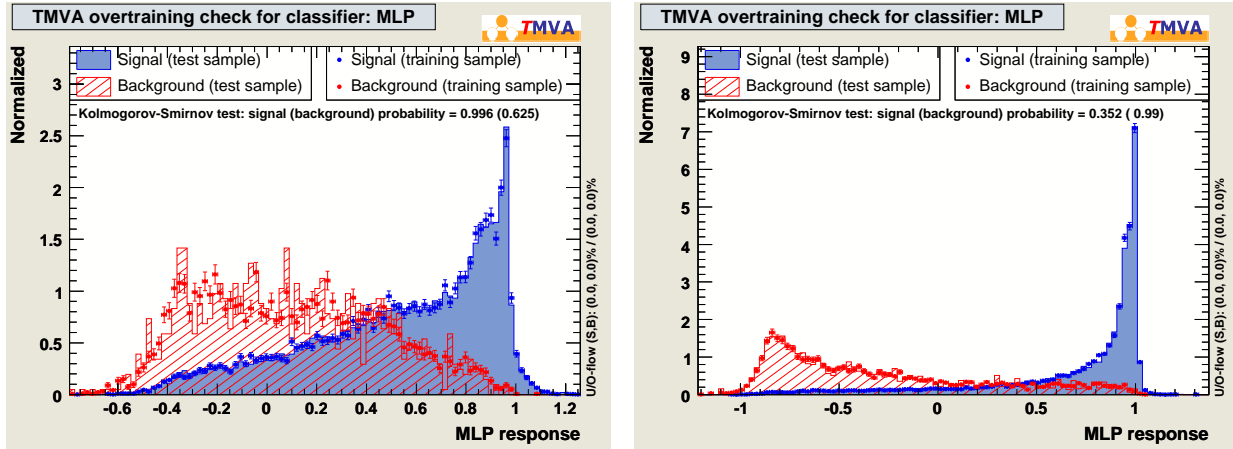 TMVA overtraining check for classifier: MLP
TMVA
Signal (test sample)
Background (test sample)
Signal (training sample)
Background (training sample)
Kolmogorov-Smirnov test: signal (background) probability = 0.996 (0.625)
Normalized
3
2.5
2
1.5
1
0.5
0
-0.6 -0.4 -0.2 0 0.2 0.4 0.6 0.8 1 1.2
MLP response
U/O-flow (S,B): (0.0, 0.0)% / (0.0, 0.0)%
TMVA overtraining check for classifier: MLP
TMVA
Signal (test sample)
Background (test sample)
Signal (training sample)
Background (training sample)
Kolmogorov-Smirnov test: signal (background) probability = 0.352 ( 0.99)
Normalized
9
8
7
6
5
4
3
2
1
0
-1 -0.5 0 0.5 1
MLP response
U/O-flow (S,B): (0.0, 0.0)% / (0.0, 0.0)%